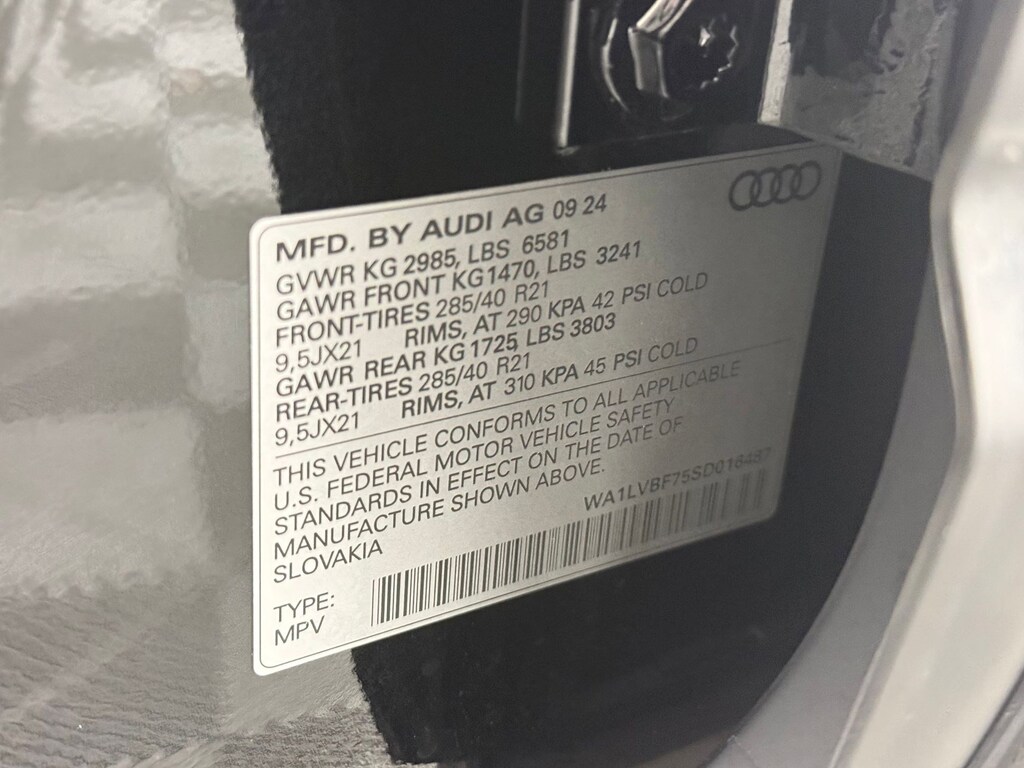 MFD. BY AUDI AG 09 24
GVWR KG 2985, LBS 6581
GAWR FRONT KG1470, LBS 3241
FRONT-TIRES 285/40 R21
9,5JX21 RIMS, AT 290 KPA 42 PSI COLD
GAWR REAR KG 1725, LBS 3803
REAR-TIRES 285/40 R21
9,5JX21 RIMS, AT 310 KPA 45 PSI COLD
THIS VEHICLE CONFORMS TO ALL APPLICABLE
U.S. FEDERAL MOTOR VEHICLE SAFETY
STANDARDS IN EFFECT ON THE DATE OF
MANUFACTURE SHOWN ABOVE.
SLOVAKIA
WA1LVBF75SD016487
TYPE:
MPV